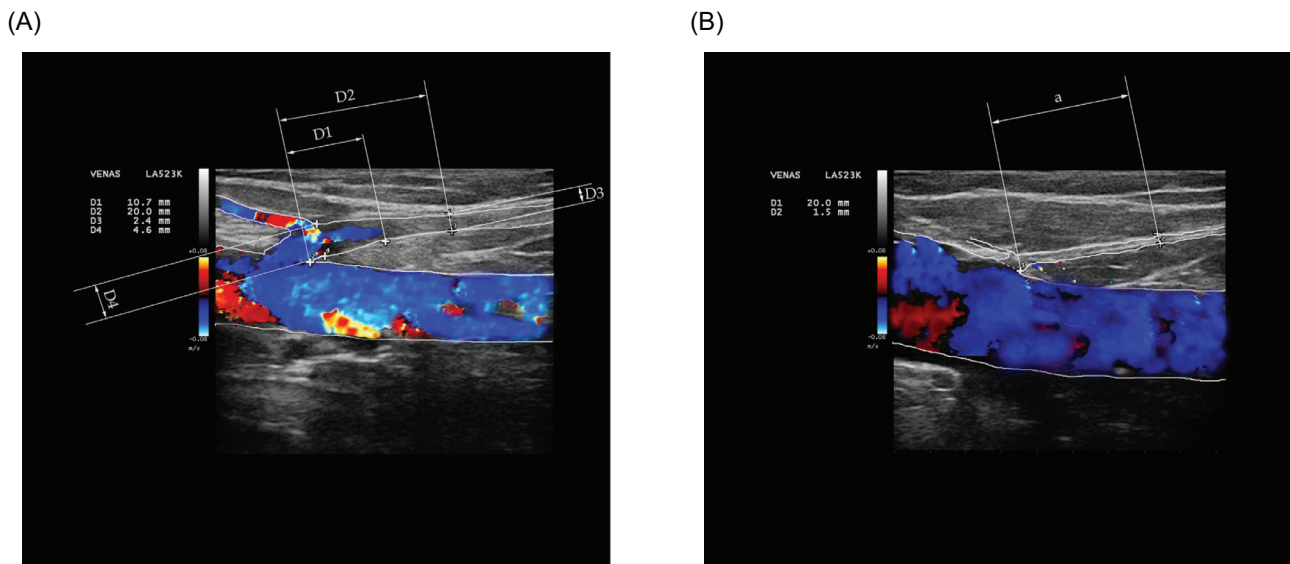 (A)
(B)
D2
D1
D3
D4
VENAS LA523K
D1 10.7 mm
D2 20.0 mm
D3 2.4 mm
D4 4.6 mm
+0.08
-0.08
m/s
a
VENAS LA523K
D1 20.0 mm
D2 1.5 mm
+0.08
-0.08
m/s